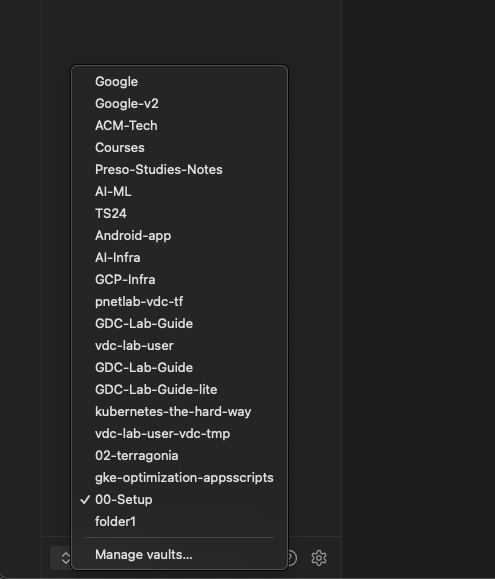 Google
Google-v2
ACM-Tech
Courses
Preso-Studies-Notes
AI-ML
TS24
Android-app
AI-Infra
GCP-Infra
pnetlab-vdc-tf
GDC-Lab-Guide
vdc-lab-user
GDC-Lab-Guide
GDC-Lab-Guide-lite
kubernetes-the-hard-way
vdc-lab-user-vdc-tmp
02-terragonia
gke-optimization-appsscripts
00-Setup
folder1
Manage vaults...